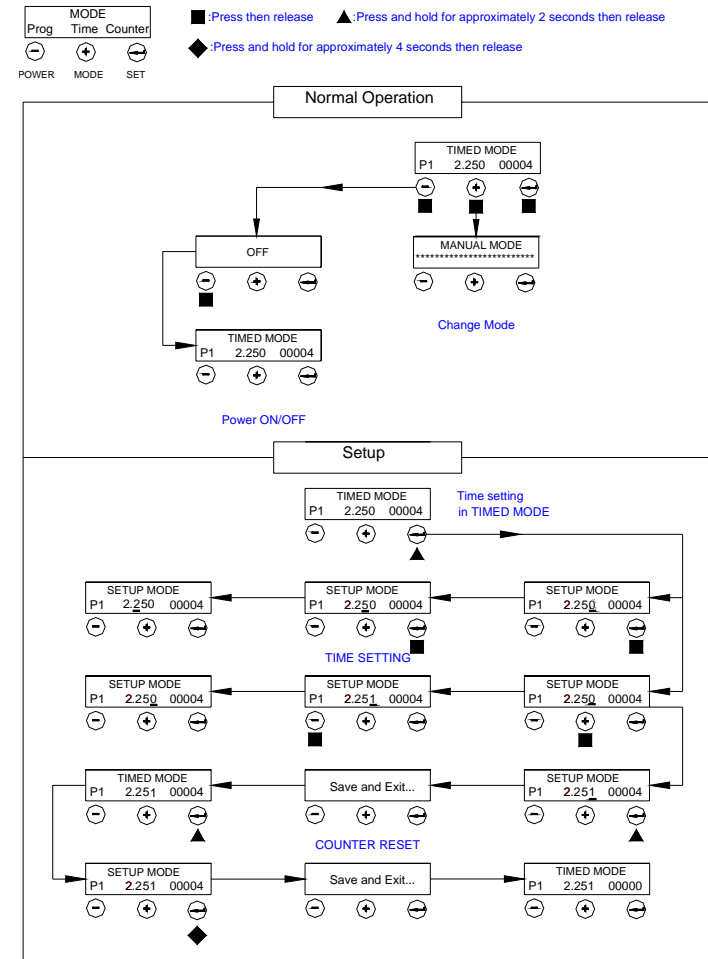 MODE
Prog Time Counter
POWER MODE SET
:Press then release
:Press and hold for approximately 2 seconds then release
:Press and hold for approximately 4 seconds then release
Normal Operation
TIMED MODE
P1 2.250 00004
OFF
MANUAL MODE
*************************
TIMED MODE
P1 2.250 00004
Change Mode
Power ON/OFF
Setup
TIMED MODE
P1 2.250 00004
Time setting
in TIMED MODE
SETUP MODE
P1 2.250 00004
SETUP MODE
P1 2.250 00004
SETUP MODE
P1 2.250 00004
TIME SETTING
SETUP MODE
P1 2.250 00004
SETUP MODE
P1 2.251 00004
SETUP MODE
P1 2.250 00004
TIMED MODE
P1 2.251 00004
Save and Exit...
SETUP MODE
P1 2.251 00004
COUNTER RESET
SETUP MODE
P1 2.251 00004
Save and Exit...
TIMED MODE
P1 2.251 00000